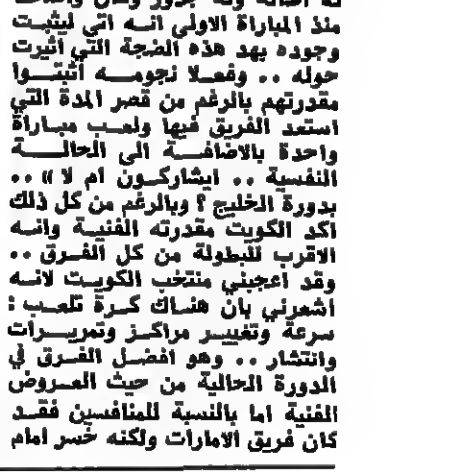 منذ المباراة الاولى انه اتي ليثبت
وجوده بهد هذه الضجة التي اثيرت
حوله .. وفعلا نجومه اثبتوا
مقدرتهم بالرغم من قصر المدة التي
استعد الفريق فيها ولعب مباراة
واحدة بالاضافة الى الحالة
النفسية .. ايشاركون ام لا » ..
بدورة الخليج ؟ وبالرغم من كل ذلك
اكد الكويت مقدرته الفنية وانه
الاقرب للبطولة من كل الفرق ..
وقد اعجبني منتخب الكويت لانه
اشعرني بان هناك كرة تلعب :
سرعة وتغيير مراكز وتمريرات
وانتشار .. وهو افضل الفرق في
الدورة الحالية من حيث العروض
الفنية اما بالنسبة للمنافسين فقد
كان فريق الامارات ولكنه خسر امام